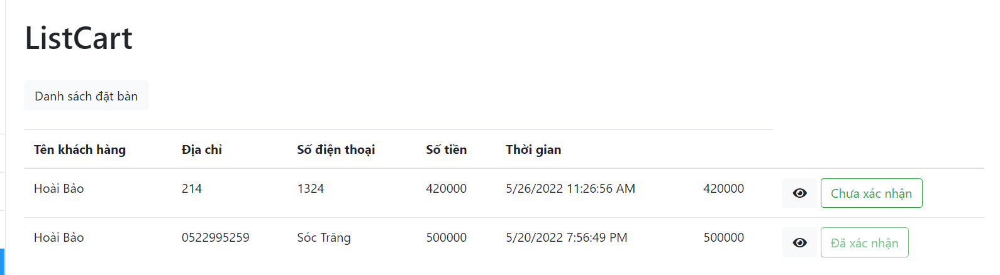 ListCart
Danh sách đặt bàn
Tên khách hàng Địa chỉ Số điện thoại Số tiền Thời gian
Hoài Bảo 214 1324 420000 5/26/2022 11:26:56 AM 420000 Chưa xác nhận
Hoài Bảo 0522995259 Sóc Trăng 500000 5/20/2022 7:56:49 PM 500000 Đã xác nhận